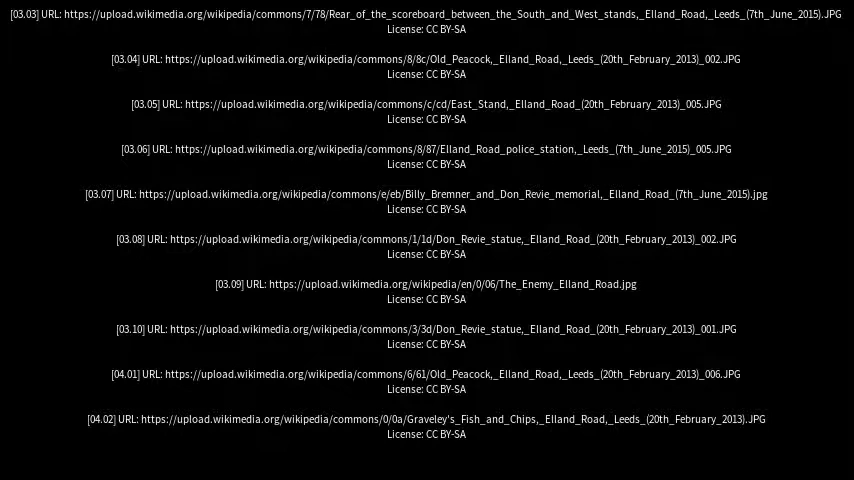 [03.03] URL: https://upload.wikimedia.org/wikipedia/commons/7/78/Rear_of_the_scoreboard_between_the_South_and_West_stands,_Elland_Road,_Leeds_(7th_June_2015).JPG
License: CC BY-SA
[03.04] URL: https://upload.wikimedia.org/wikipedia/commons/8/8c/Old_Peacock,_Elland_Road,_Leeds_(20th_February_2013)_002.JPG
License: CC BY-SA
[03.05] URL: https://upload.wikimedia.org/wikipedia/commons/c/cd/East_Stand,_Elland_Road_(20th_February_2013)_005.JPG
License: CC BY-SA
[03.06] URL: https://upload.wikimedia.org/wikipedia/commons/8/87/Elland_Road_police_station,_Leeds_(7th_June_2015)_005.JPG
License: CC BY-SA
[03.07] URL: https://upload.wikimedia.org/wikipedia/commons/e/eb/Billy_Bremner_and_Don_Revie_memorial,_Elland_Road_(7th_June_2015).jpg
License: CC BY-SA
[03.08] URL: https://upload.wikimedia.org/wikipedia/commons/1/1d/Don_Revie_statue,_Elland_Road_(20th_February_2013)_002.JPG
License: CC BY-SA
[03.09] URL: https://upload.wikimedia.org/wikipedia/en/0/06/The_Enemy_Elland_Road.jpg
License: CC BY-SA
[03.10] URL: https://upload.wikimedia.org/wikipedia/commons/3/3d/Don_Revie_statue,_Elland_Road_(20th_February_2013)_001.JPG
License: CC BY-SA
[04.01] URL: https://upload.wikimedia.org/wikipedia/commons/6/61/Old_Peacock,_Elland_Road,_Leeds_(20th_February_2013)_006.JPG
License: CC BY-SA
[04.02] URL: https://upload.wikimedia.org/wikipedia/commons/0/0a/Graveley's_Fish_and_Chips,_Elland_Road,_Leeds_(20th_February_2013).JPG
License: CC BY-SA